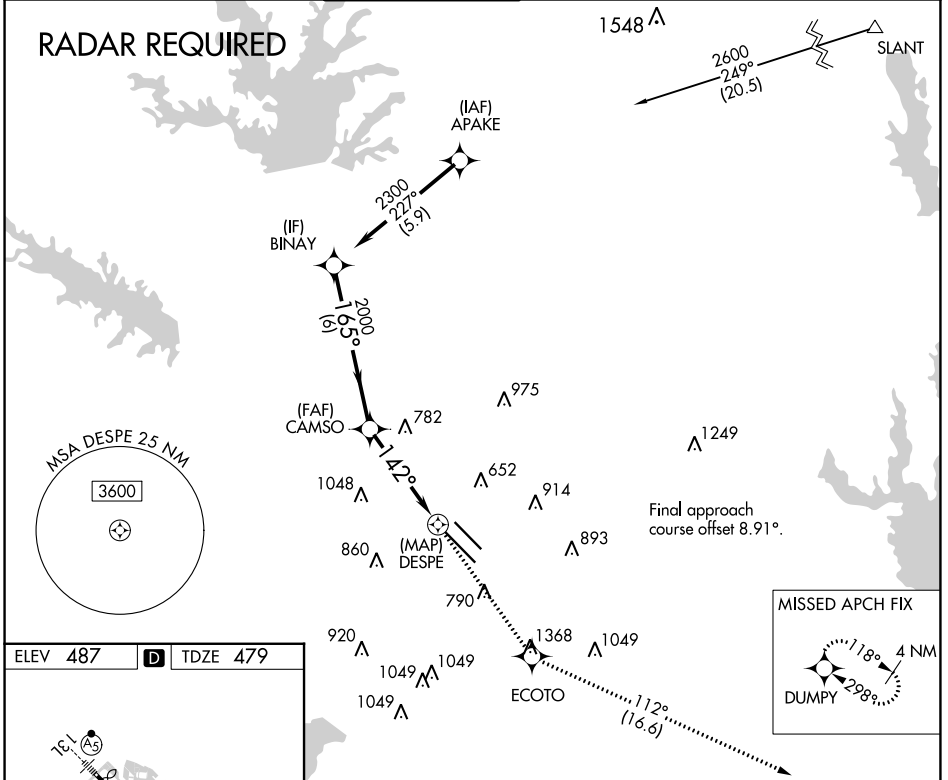 RADAR REQUIRED
1548
SLANT
2600
249°
(20.5)
(IAF)
APAKE
2300
227°
(5.9)
(IF)
BINAY
2000
165°
(6)
(FAF)
CAMSO
782
975
1249
142°
MSA DESPE 25 NM
3600
1048
652
914
Final approach
course offset 8.91°.
893
(MAP)
DESPE
860
790
MISSED APCH FIX
118°
4 NM
298°
DUMPY
920
1368
1049
1049
1049
1049
ECOTO
112°
(16.6)
ELEV 487 D TDZE 479
A5
13L